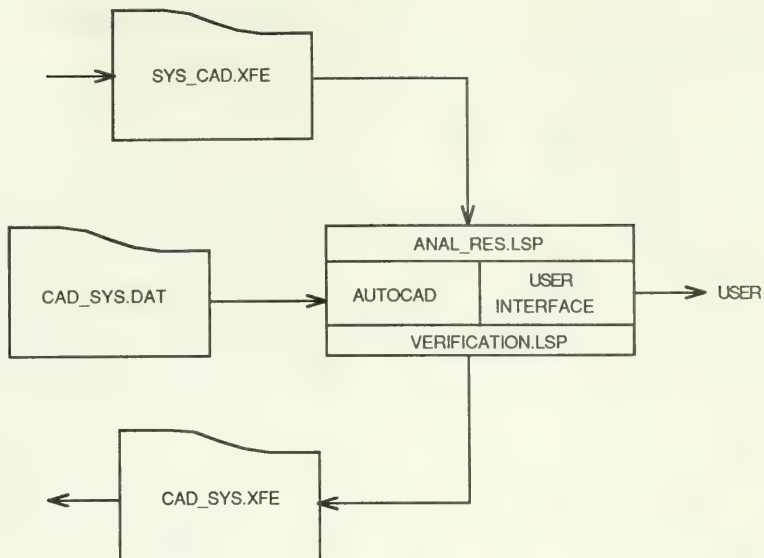 SYS_CAD.XFE
ANAL_RES.LSP
CAD_SYS.DAT
AUTOCAD
USER
INTERFACE
USER
VERIFICATION.LSP
CAD_SYS.XFE